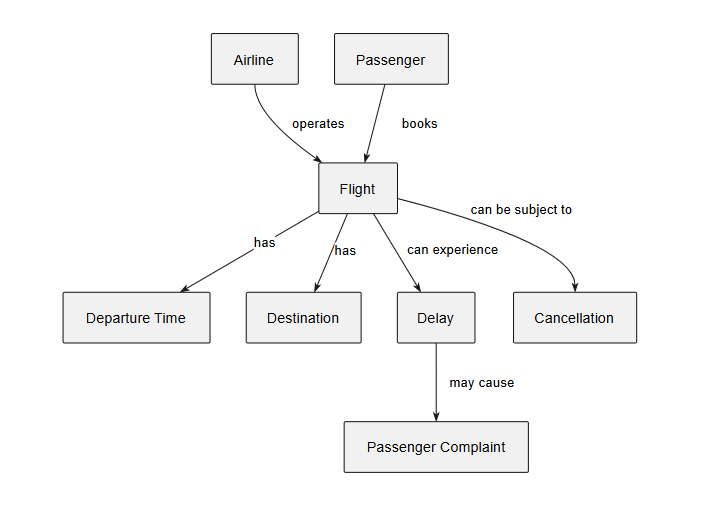 Airline
Passenger
operates
books
Flight
can be subject to
has
has
can experience
Departure Time
Destination
Delay
Cancellation
may cause
Passenger Complaint